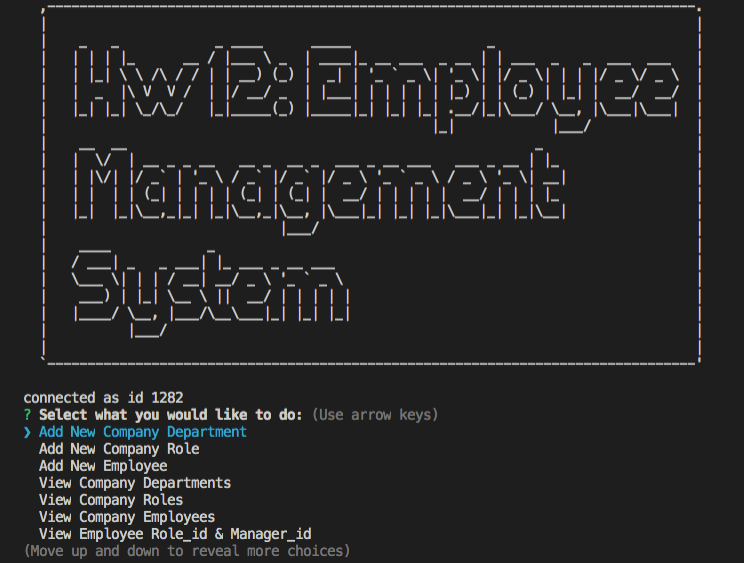 Hw12: Employee
Management
System
connected as id 1282
? Select what you would like to do: (Use arrow keys)
❯ Add New Company Department
Add New Company Role
Add New Employee
View Company Departments
View Company Roles
View Company Employees
View Employee Role_id & Manager_id
(Move up and down to reveal more choices)